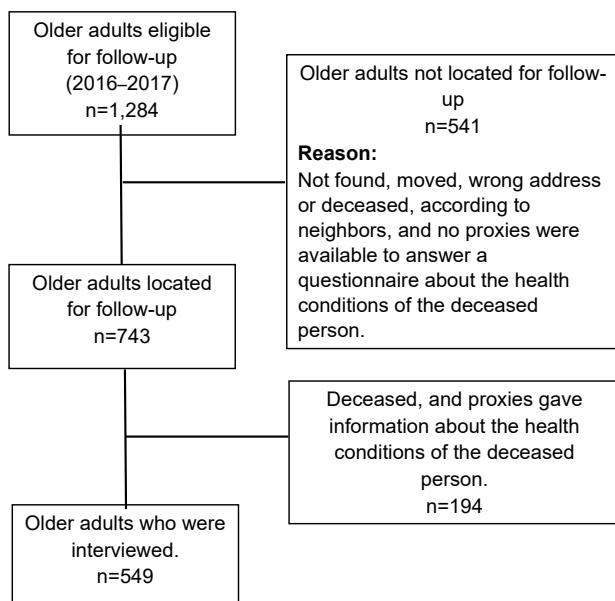 Older adults eligible
for follow-up
(2016–2017)
n=1,284
Older adults not located for follow-
up
n=541
Reason:
Not found, moved, wrong address
or deceased, according to
neighbors, and no proxies were
available to answer a
questionnaire about the health
conditions of the deceased
person.
Older adults located
for follow-up
n=743
Deceased, and proxies gave
information about the health
conditions of the deceased
person.
n=194
Older adults who were
interviewed.
n=549